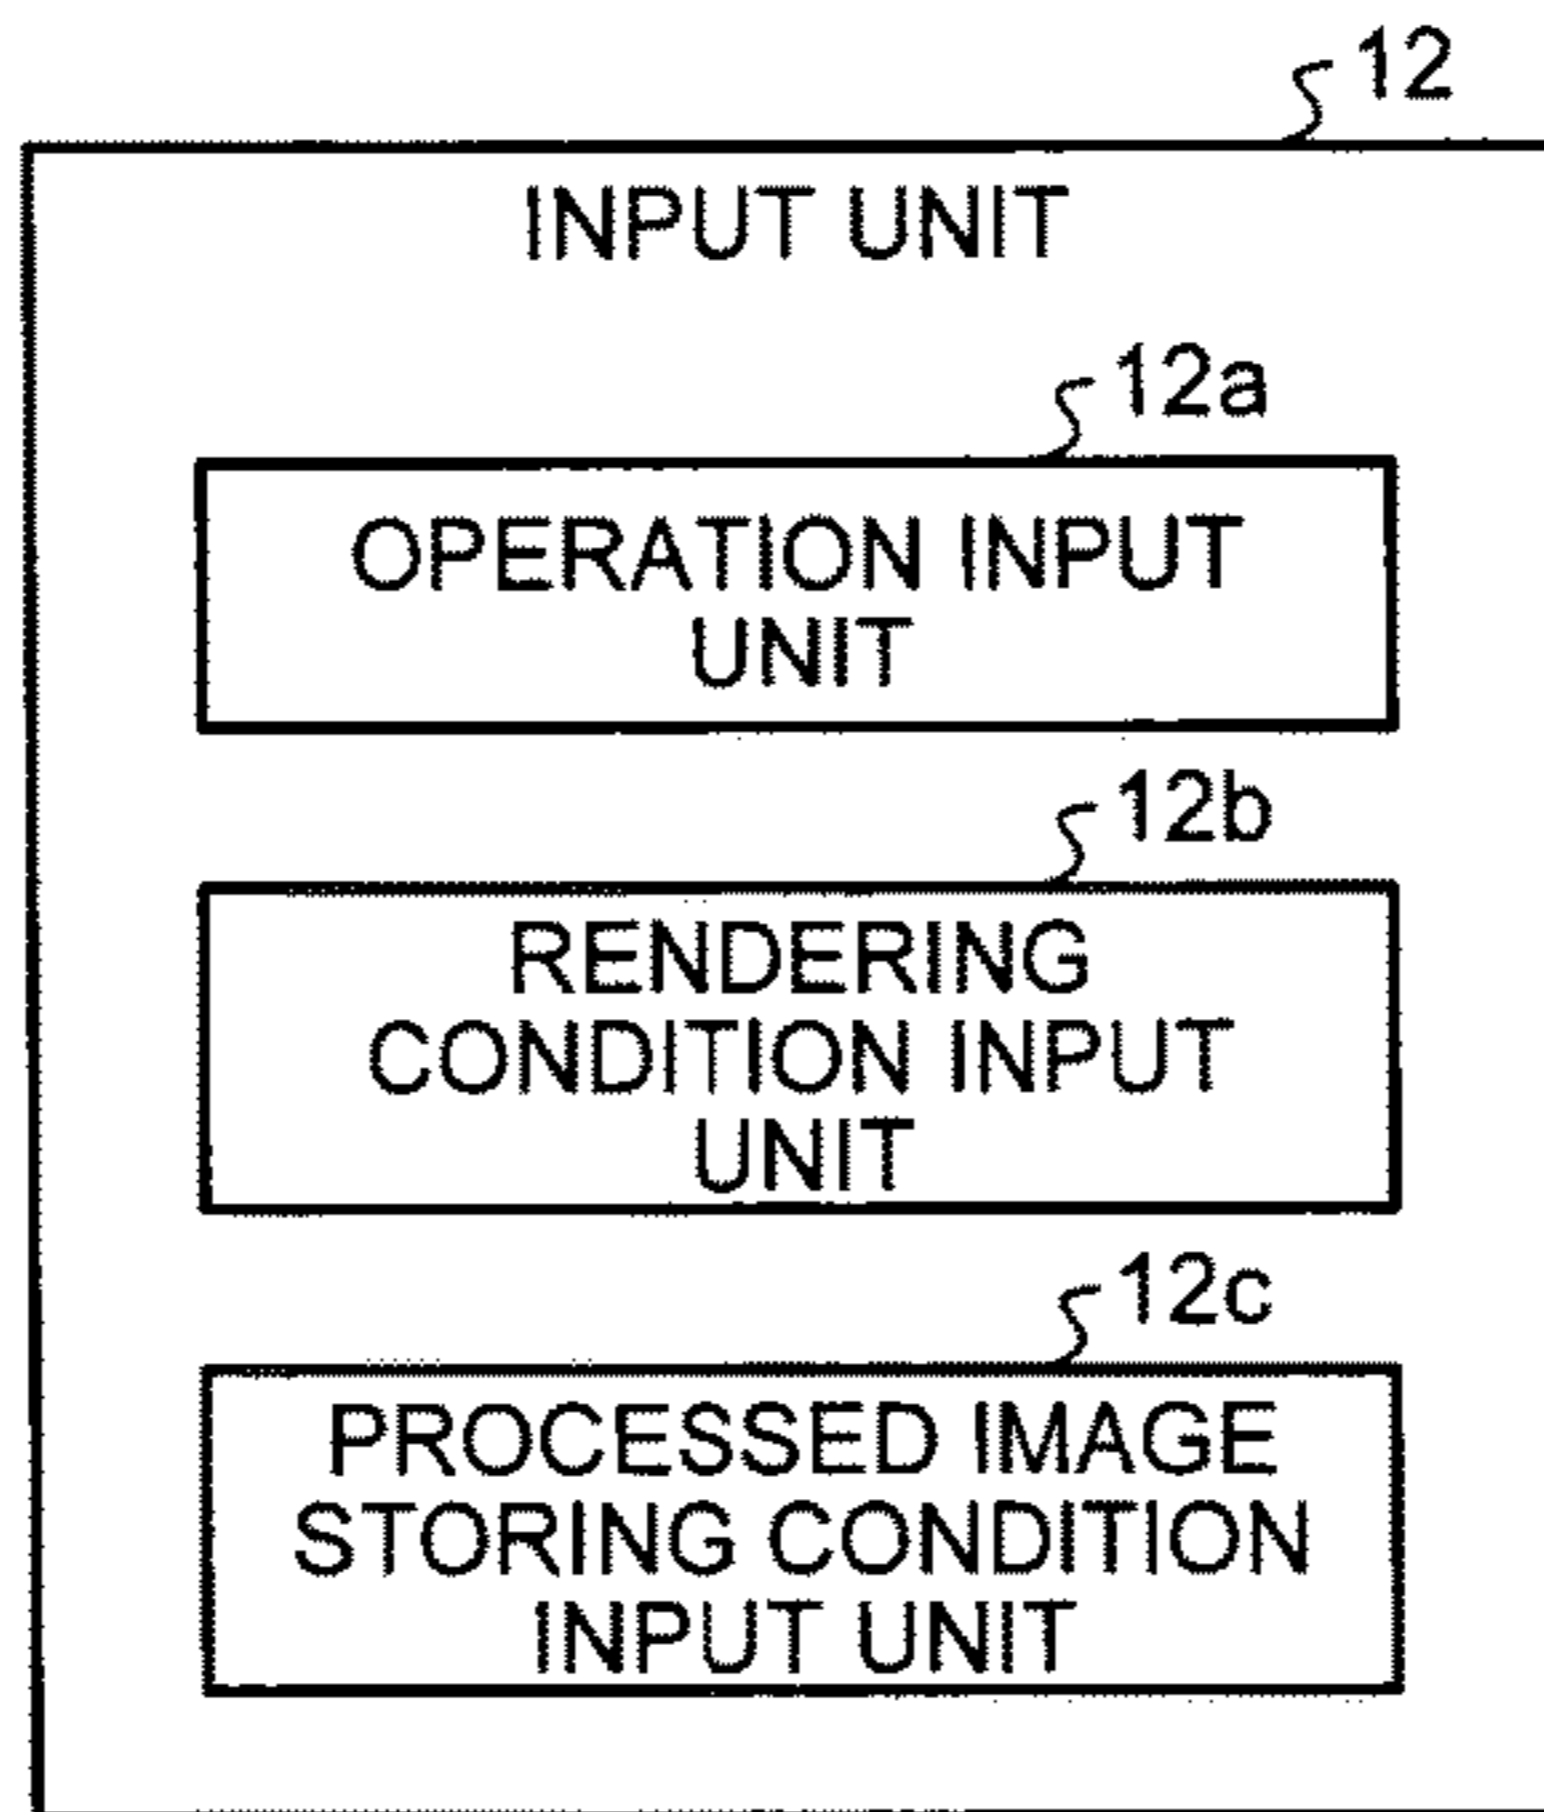 12
INPUT UNIT
12a
OPERATION INPUT
UNIT
12b
RENDERING
CONDITION INPUT
UNIT
12c
PROCESSED IMAGE
STORING CONDITION
INPUT UNIT